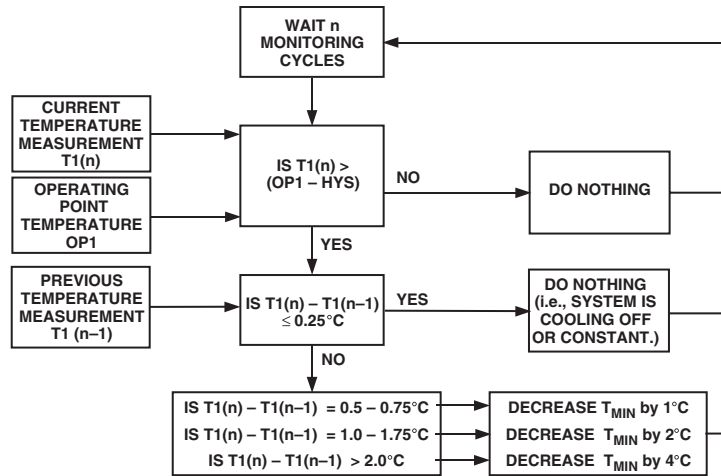 WAIT n
MONITORING
CYCLES
CURRENT
TEMPERATURE
MEASUREMENT
T1(n)
IS T1(n) >
(OP1 – HYS)
NO
DO NOTHING
OPERATING
POINT
TEMPERATURE
OP1
YES
PREVIOUS
TEMPERATURE
MEASUREMENT
T1 (n–1)
IS T1(n) – T1(n–1)
≤ 0.25°C
YES
DO NOTHING
(i.e., SYSTEM IS
COOLING OFF
OR CONSTANT.)
NO
IS T1(n) – T1(n–1) = 0.5 – 0.75°C
DECREASE TMIN by 1°C
IS T1(n) – T1(n–1) = 1.0 – 1.75°C
DECREASE TMIN by 2°C
IS T1(n) – T1(n–1) > 2.0°C
DECREASE TMIN by 4°C